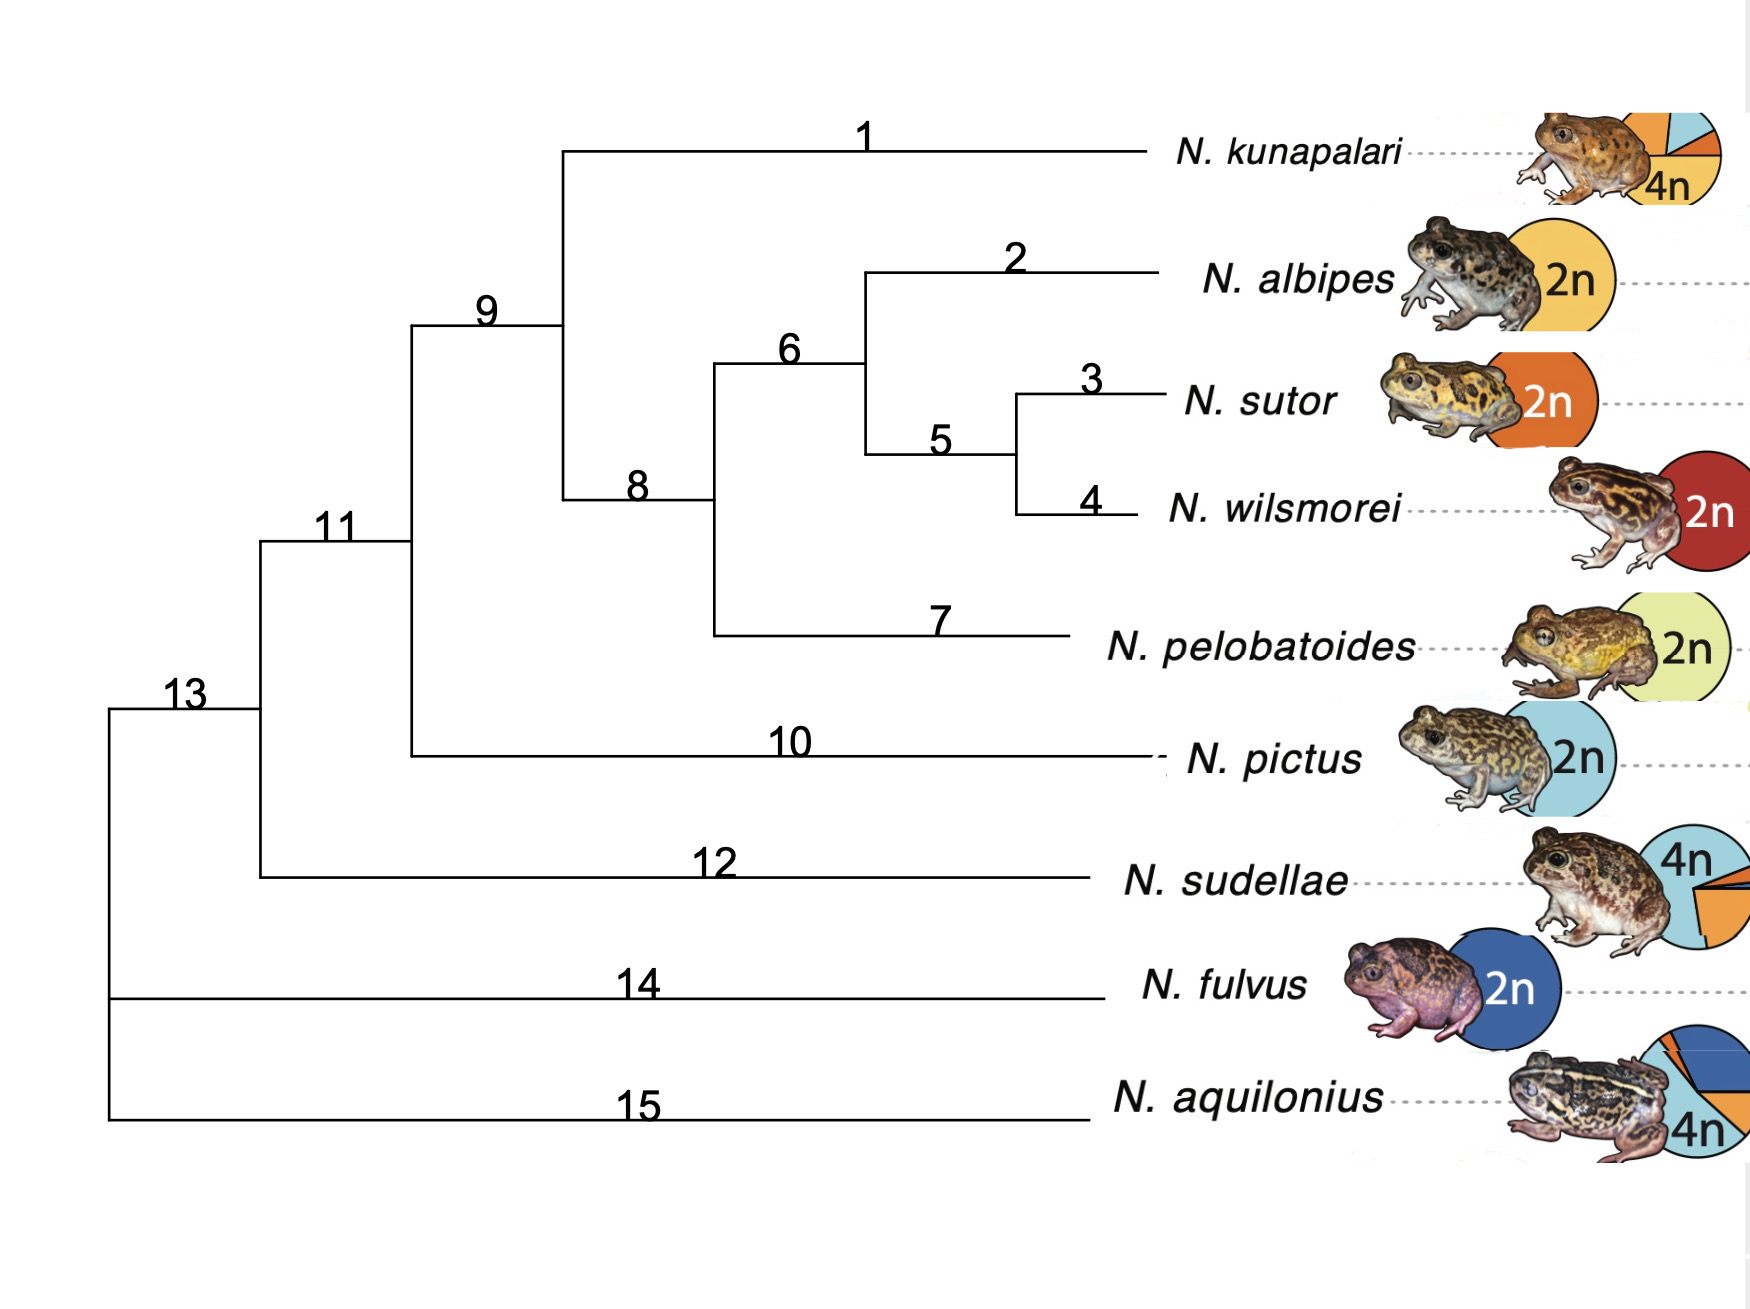 1
N. kunapalari
4n
2
N. albipes
2n
9
6
3
N. sutor
2n
5
8
4
N. wilsmorei
2n
11
7
N. pelobatoides
2n
13
10
N. pictus
2n
12
N. sudellae
4n
14
N. fulvus
2n
15
N. aquilonius
4n